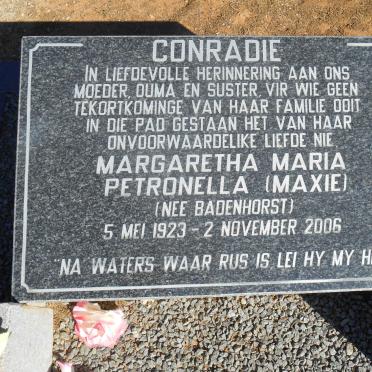 CONRADIE
IN LIEFDEVOLLE HERINNERING AAN ONS
MOEDER, OUMA EN SUSTER, VIR WIE GEEN
TEKORTKOMINGE VAN HAAR FAMILIE OOIT
IN DIE PAD GESTAAN HET VAN HAAR
ONVOORWAARDELIKE LIEFDE NIE
MARGARETHA MARIA
PETRONELLA (MAXIE)
(NEE BADENHORST)
5 MEI 1923 - 2 NOVEMBER 2006
"NA WATERS WAAR RUS IS, LEI HY MY